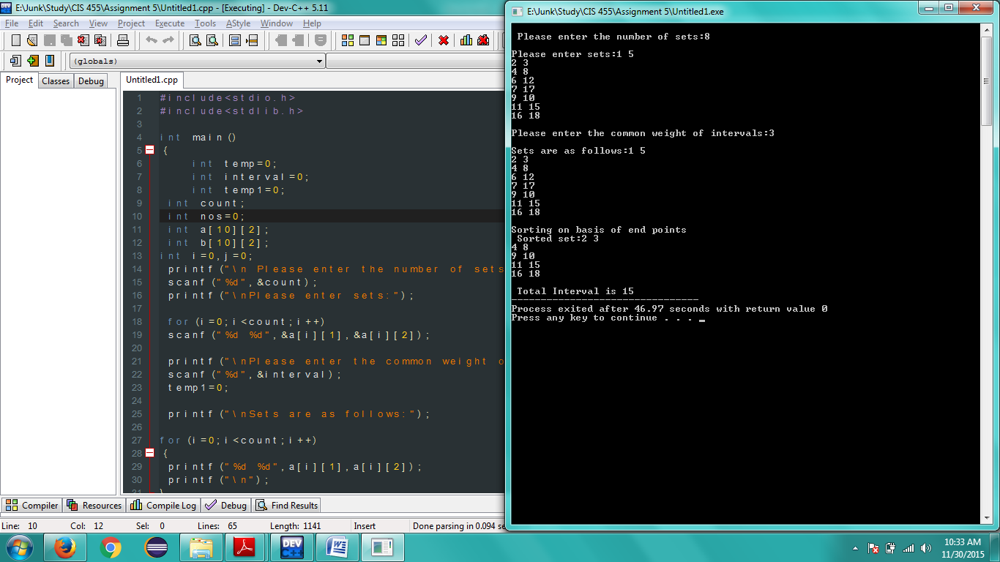 E:\Junk\Study\CIS 455\Assignment 5\Untitled1.cpp - [Executing] - Dev-C++ 5.11
File Edit Search View Project Execute Tools AStyle Window Help
(globals)
Project Classes Debug
Untitled1.cpp
1 #include<stdio.h>
2 #include<stdlib.h>
3
4 int main ()
5 {
6 int temp=0;
7 int interval=0;
8 int temp1=0;
9 int count;
10 int nos=0;
11 int a[10][2];
12 int b[10][2];
13 int i=0,j=0;
14 printf("\n Please enter the number of sets
15 scanf("%d",&count);
16 printf("\nPlease enter sets:");
17
18 for(i=0;i<count;i++)
19 scanf("%d %d",&a[i][1],&a[i][2]);
20
21 printf("\nPlease enter the common weight o
22 scanf("%d",&interval);
23 temp1=0;
24
25 printf("\nSets are as follows:");
26
27 for(i=0;i<count;i++)
28 {
29 printf("%d %d",a[i][1],a[i][2]);
30 printf("\n");
31 }
Compiler Resources Compile Log Debug Find Results
Line: 10 Col: 12 Sel: 0 Lines: 65 Length: 1141 Insert Done parsing in 0.094 se
E:\Junk\Study\CIS 455\Assignment 5\Untitled1.exe
Please enter the number of sets:8
Please enter sets:1 5
2 3
4 8
6 12
7 17
9 10
11 15
16 18
Please enter the common weight of intervals:3
Sets are as follows:1 5
2 3
4 8
6 12
7 17
9 10
11 15
16 18
Sorting on basis of end points
Sorted set:2 3
4 8
9 10
11 15
16 18
Total Interval is 15
--------------------------------
Process exited after 46.97 seconds with return value 0
Press any key to continue . . . _
DEV C++
W
10:33 AM
11/30/2015